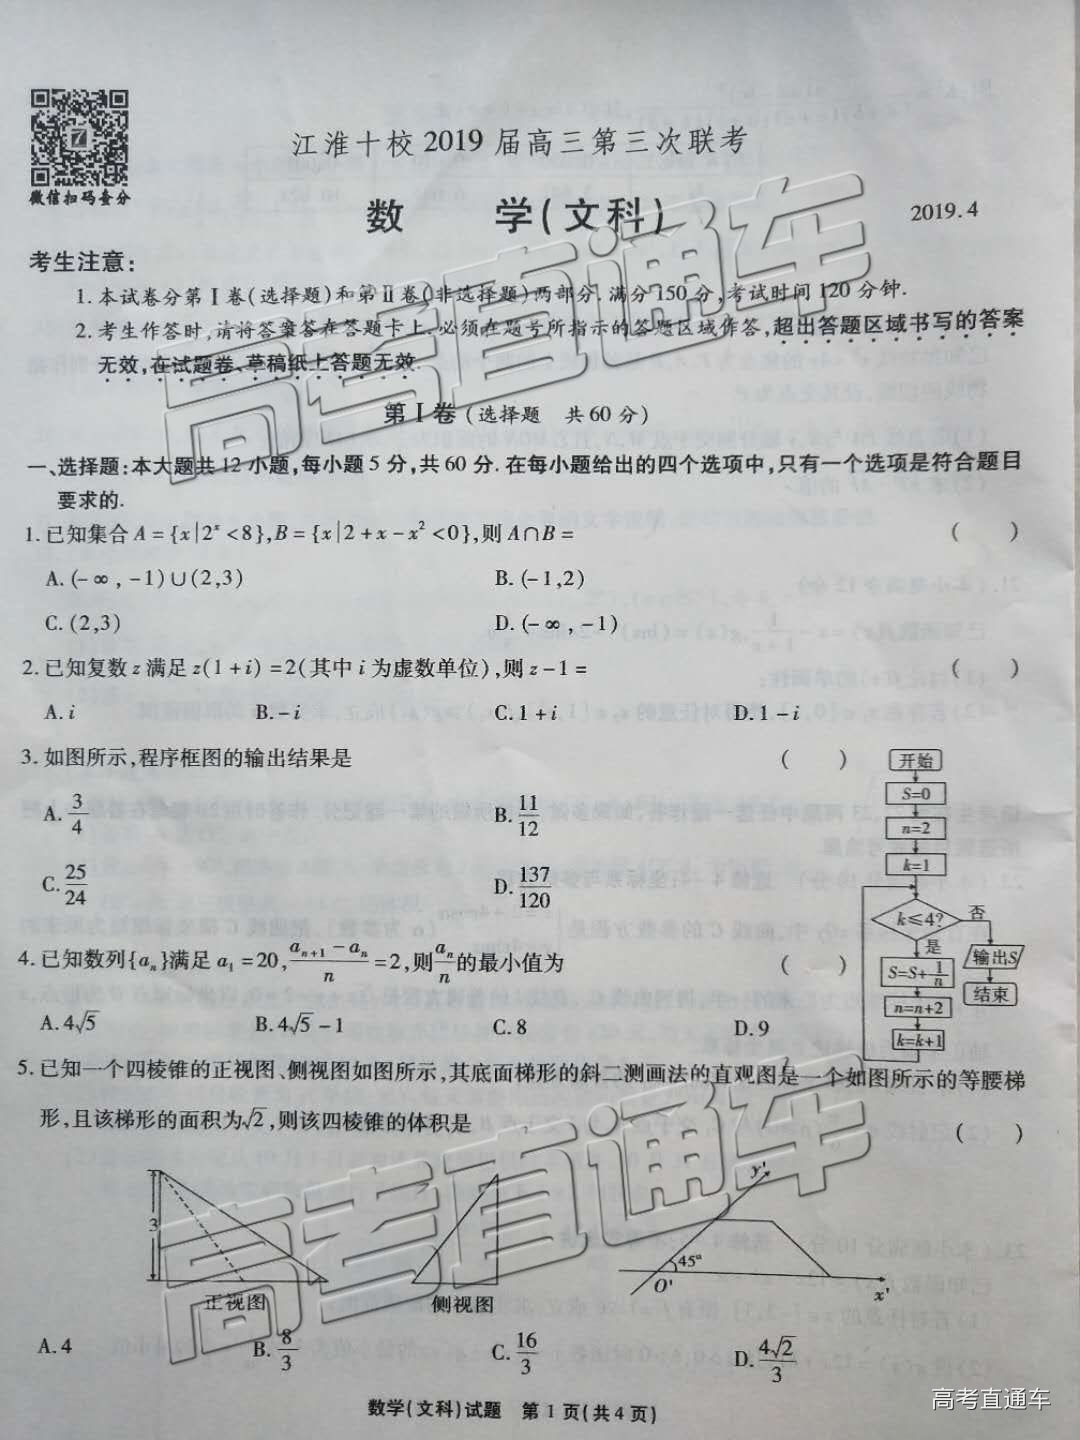 微信扫码查分
江淮十校2019届高三第三次联考
数 学(文科)
2019.4
考生注意:
1.本试卷分第Ⅰ卷(选择题)和第Ⅱ卷(非选择题)两部分.满分150分,考试时间120分钟.
2.考生作答时,请将答案答在答题卡上.必须在题号所指示的答题区域作答,超出答题区域书写的答案
无效,在试题卷、草稿纸上答题无效.
第Ⅰ卷(选择题 共60分)
一、选择题:本大题共12小题,每小题5分,共60分.在每小题给出的四个选项中,只有一个选项是符合题目
要求的.
1.已知集合A={x|2^x<8},B={x|2+x-x²<0},则A∩B= ( )
A.(-∞,-1)∪(2,3) B.(-1,2)
C.(2,3) D.(-∞,-1)
2.已知复数z满足z(1+i)=2(其中i为虚数单位),则z-1= ( )
A.i B.-i C.1+i D.1-i
3.如图所示,程序框图的输出结果是 ( )
A.3/4 B.11/12
C.25/24 D.137/120
开始
S=0
n=2
k=1
k≤4?
否
是
输出S
S=S+1/n
结束
n=n+2
k=k+1
4.已知数列{aₙ}满足a₁=20,(aₙ₊₁-aₙ)/n=2,则aₙ/n的最小值为 ( )
A.4√5 B.4√5-1 C.8 D.9
5.已知一个四棱锥的正视图、侧视图如图所示,其底面梯形的斜二测画法的直观图是一个如图所示的等腰梯
形,且该梯形的面积为√2,则该四棱锥的体积是 ( )
3
正视图
侧视图
y'
45°
O'
x'
A.4 B.8/3 C.16/3 D.4√2/3
数学(文科)试题 第1页(共4页)
高考直通车
高考直通车
高考直通车